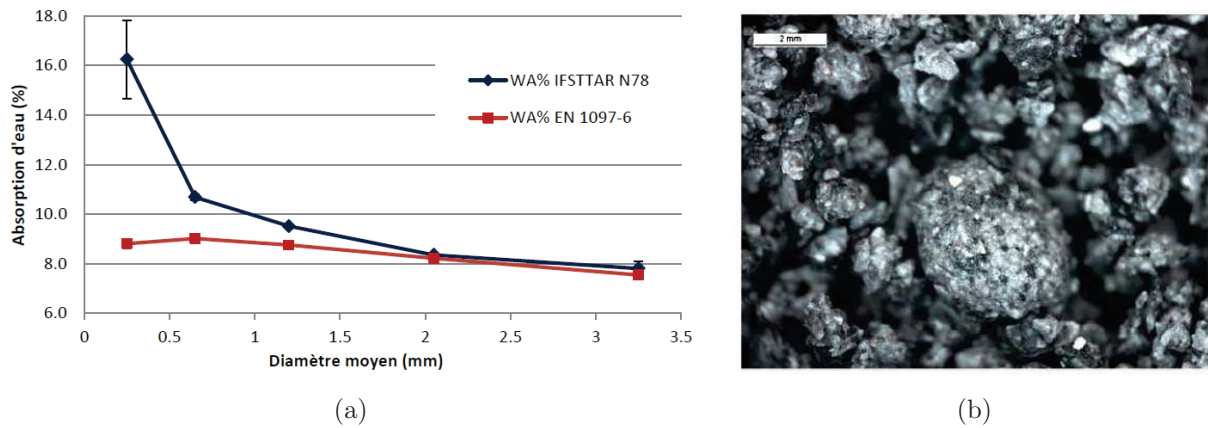 18.0
16.0
14.0
12.0
10.0
8.0
6.0
Absorption d'eau (%)
WA% IFSTTAR N78
WA% EN 1097-6
0 0.5 1 1.5 2 2.5 3 3.5
Diamètre moyen (mm)
(a)
2 mm
(b)